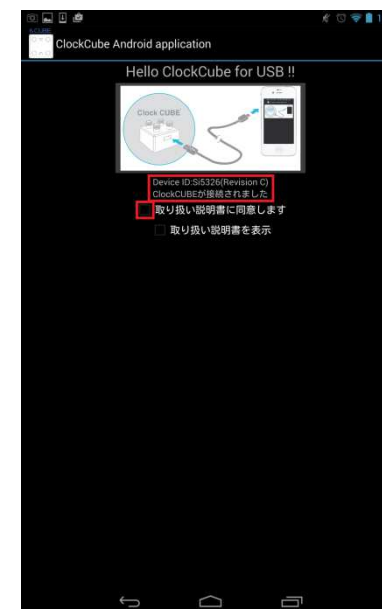 ClockCube Android application
Hello ClockCube for USB !!
Clock CUBE
Device ID:Si5326(Revision C)
ClockCUBEが接続されました
取り扱い説明書に同意します
取り扱い説明書を表示